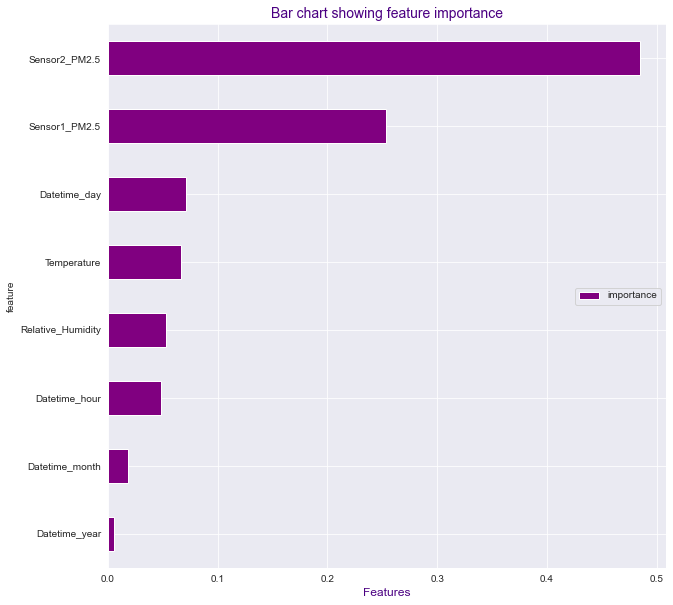 Bar chart showing feature importance
Sensor2_PM2.5
Sensor1_PM2.5
Datetime_day
Temperature
Relative_Humidity
Datetime_hour
Datetime_month
Datetime_year
feature
importance
0.0 0.1 0.2 0.3 0.4 0.5
Features